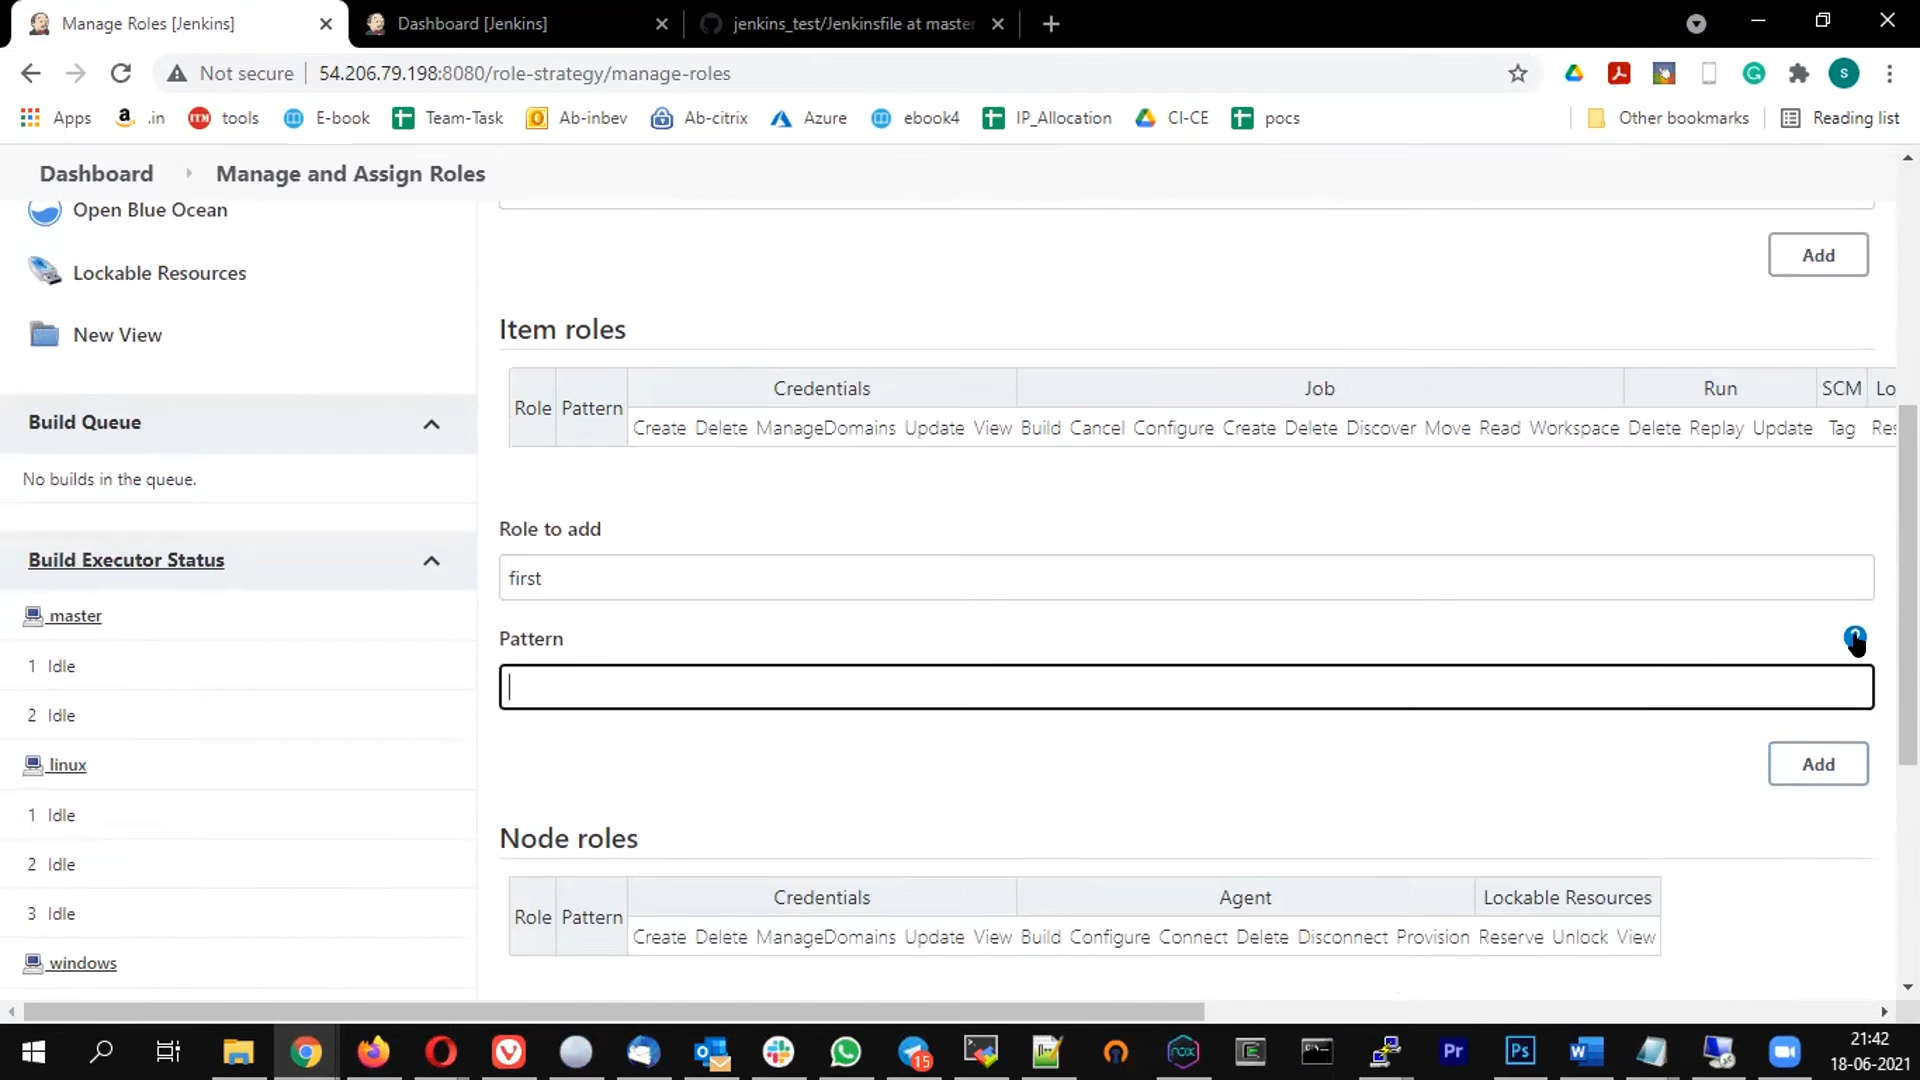 Manage Roles [Jenkins]
Dashboard [Jenkins]
jenkins_test/Jenkinsfile at master
Not secure
54.206.79.198:8080/role-strategy/manage-roles
s
Apps
.in
tools
E-book
Team-Task
Ab-inbev
Ab-citrix
Azure
ebook4
IP_Allocation
CI-CE
pocs
Other bookmarks
Reading list
Dashboard
Manage and Assign Roles
Open Blue Ocean
Lockable Resources
New View
Build Queue
No builds in the queue.
Build Executor Status
master
1 Idle
2 Idle
linux
1 Idle
2 Idle
3 Idle
windows
Add
Item roles
Role Pattern Credentials Job Run SCM Lo
Create Delete ManageDomains Update View Build Cancel Configure Create Delete Discover Move Read Workspace Delete Replay Update Tag Res
Role to add
first
Pattern
Add
Node roles
Role Pattern Credentials Agent Lockable Resources
Create Delete ManageDomains Update View Build Configure Connect Delete Disconnect Provision Reserve Unlock View
15
nox
Pr
Ps
21:42
18-06-2021